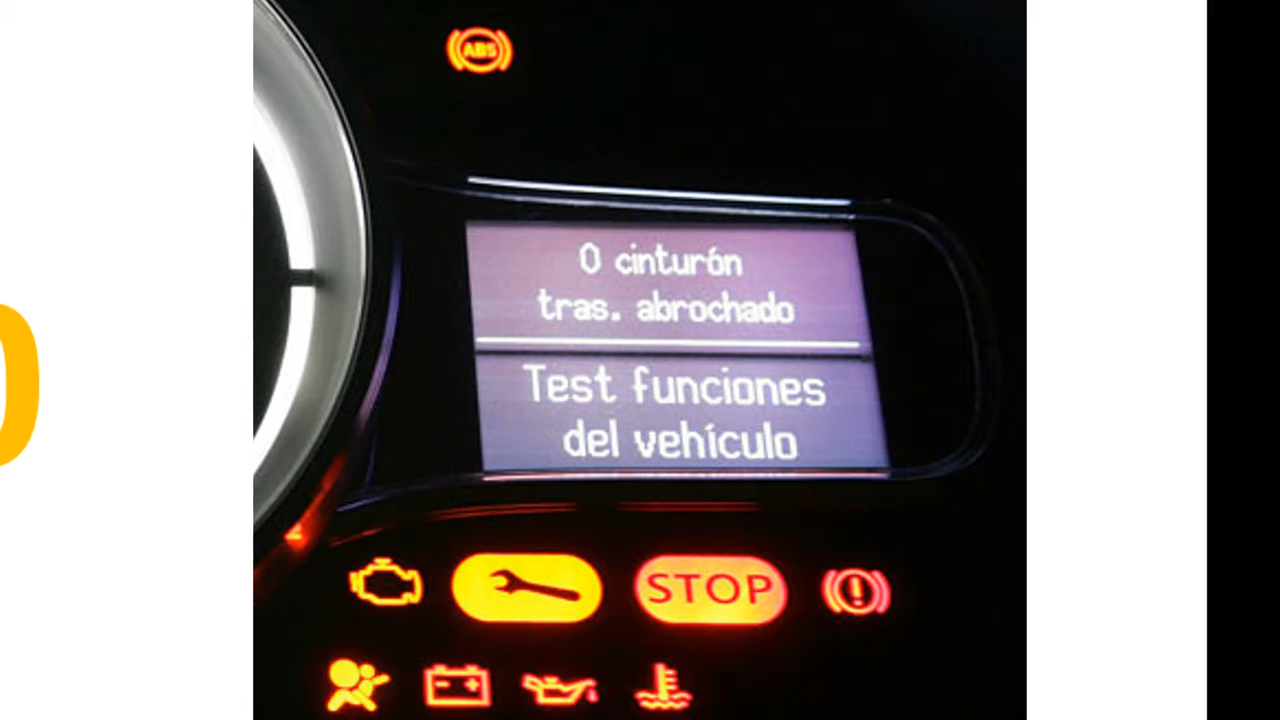 ABS
0 cinturón
tras. abrochado
Test funciones
del vehículo
STOP